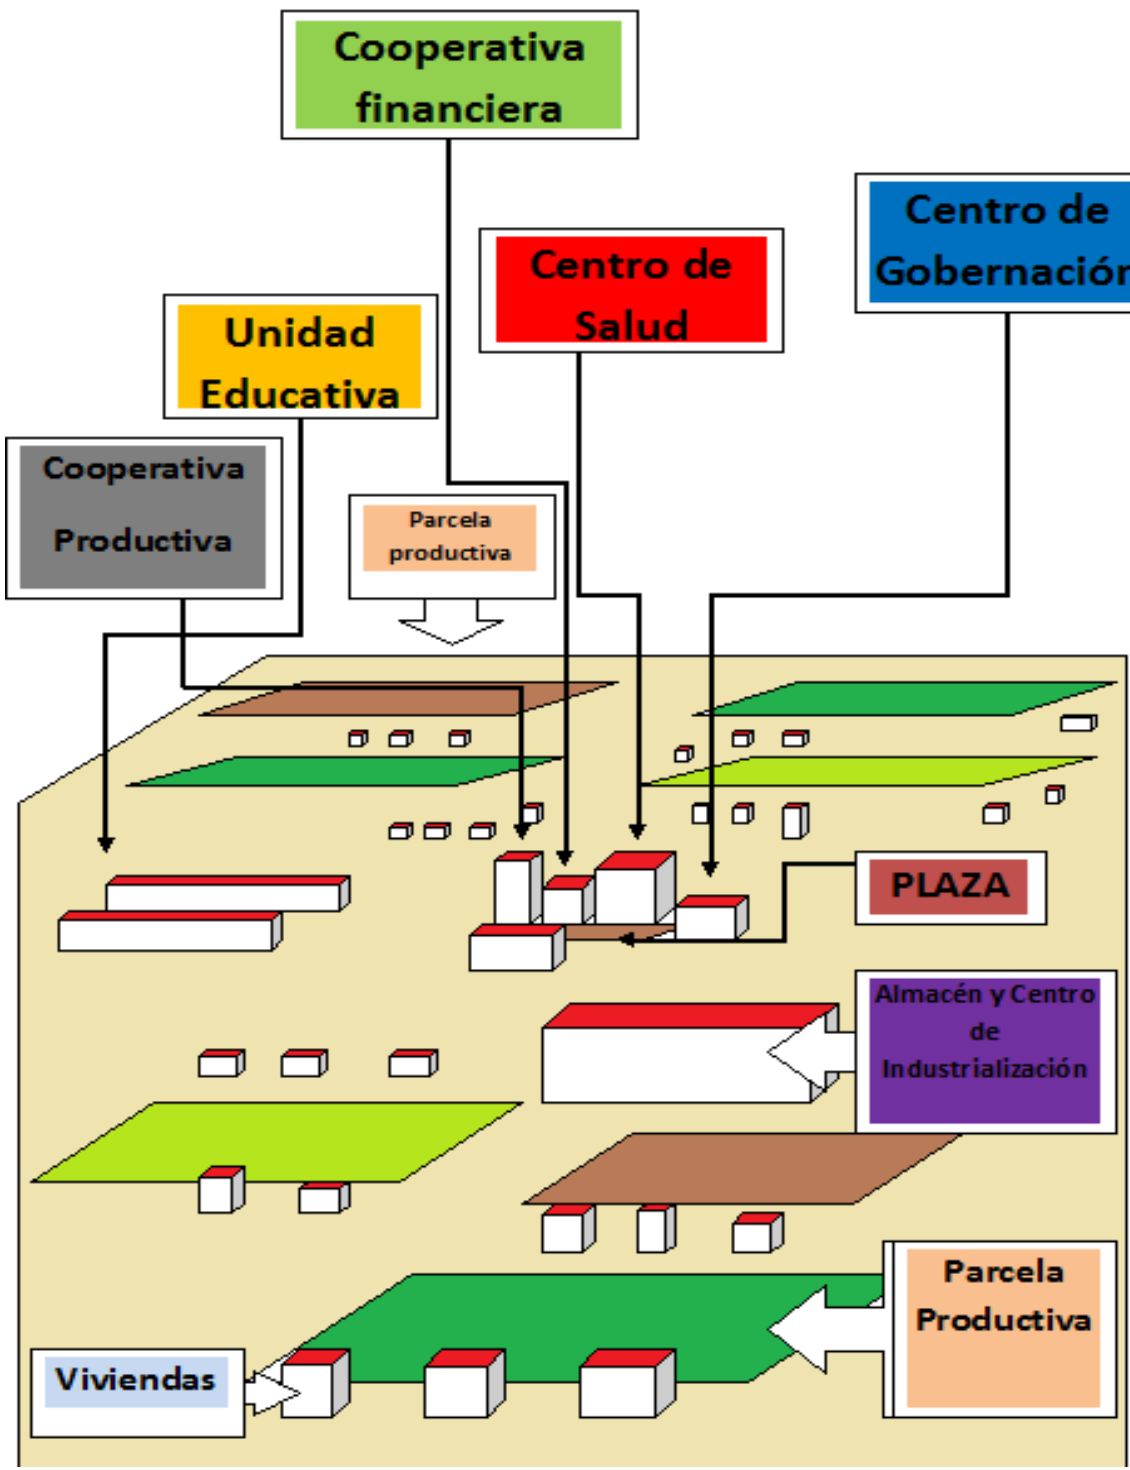 Cooperativa
financiera
Centro de
Gobernación
Centro de
Salud
Unidad
Educativa
Cooperativa
Productiva
Parcela
productiva
PLAZA
Almacén y Centro
de
Industrialización
Parcela
Productiva
Viviendas